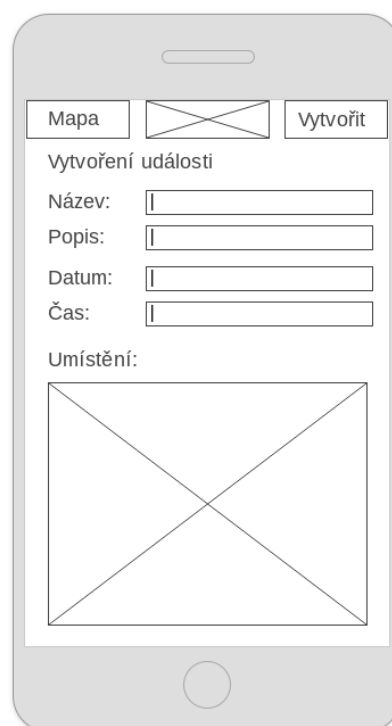 Mapa
Vytvořit
Vytvoření události
Název:
Popis:
Datum:
Čas:
Umístění: